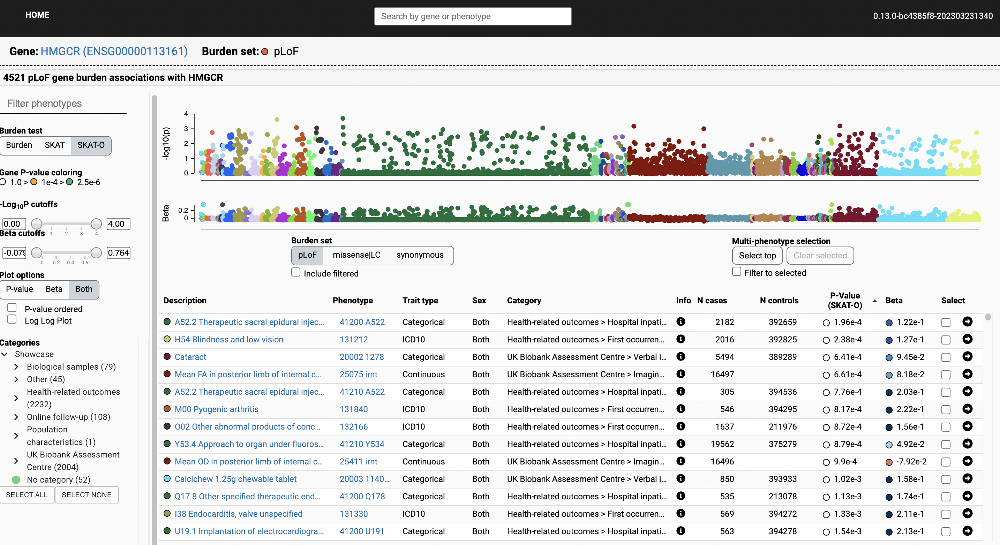 HOME
Search by gene or phenotype
0.13.0-bc4385f8-202303231340
Gene: HMGCR (ENSG00000113161) Burden set: pLoF
4521 pLoF gene burden associations with HMGCR
Filter phenotypes
Burden test
Burden SKAT SKAT-O
Gene P-value coloring
1.0 > 1e-4 > 2.5e-6
-Log10P cutoffs
0.00 4.00
1 2 3 4
Beta cutoffs
-0.079 0.764
0 0.2 0.4 0.6
Plot options
P-value Beta Both
P-value ordered
Log Log Plot
Categories
Showcase
Biological samples (79)
Other (45)
Health-related outcomes
(2232)
Online follow-up (108)
Population
characteristics (1)
UK Biobank Assessment
Centre (2004)
No category (52)
SELECT ALL SELECT NONE
-log10(p)
4
3
2
1
0
Beta
0.2
0
Burden set
pLoF missense|LC synonymous
Include filtered
Multi-phenotype selection
Select top Clear selected
Filter to selected
Description Phenotype Trait type Sex Category Info N cases N controls P-Value (SKAT-O) Beta Select
A52.2 Therapeutic sacral epidural injec... 41200 A522 Categorical Both Health-related outcomes > Hospital inpati... 2182 392659 1.96e-4 1.22e-1
H54 Blindness and low vision 131212 ICD10 Both Health-related outcomes > First occurren... 2016 392825 2.38e-4 1.27e-1
Cataract 20002 1278 Categorical Both UK Biobank Assessment Centre > Verbal i... 5494 389289 6.41e-4 9.45e-2
Mean FA in posterior limb of internal c... 25075 irnt Continuous Both UK Biobank Assessment Centre > Imagin... 16497 6.61e-4 8.18e-2
A52.2 Therapeutic sacral epidural injec... 41210 A522 Categorical Both Health-related outcomes > Hospital inpati... 305 394536 7.76e-4 2.03e-1
M00 Pyogenic arthritis 131840 ICD10 Both Health-related outcomes > First occurren... 546 394295 8.17e-4 2.22e-1
O02 Other abnormal products of conc... 132166 ICD10 Both Health-related outcomes > First occurren... 1637 211976 8.72e-4 1.56e-1
Y53.4 Approach to organ under fluoros... 41210 Y534 Categorical Both Health-related outcomes > Hospital inpati... 19562 375279 8.79e-4 4.92e-2
Mean OD in posterior limb of internal c... 25411 irnt Continuous Both UK Biobank Assessment Centre > Imagin... 16496 9.9e-4 -7.92e-2
Calcichew 1.25g chewable tablet 20003 1140... Categorical Both UK Biobank Assessment Centre > Verbal i... 850 393933 1.02e-3 1.58e-1
Q17.8 Other specified therapeutic end... 41200 Q178 Categorical Both Health-related outcomes > Hospital inpati... 535 213078 1.13e-3 1.74e-1
I38 Endocarditis, valve unspecified 131330 ICD10 Both Health-related outcomes > First occurren... 569 394272 1.33e-3 2.11e-1
U19.1 Implantation of electrocardiogra... 41200 U191 Categorical Both Health-related outcomes > Hospital inpati... 563 394278 1.54e-3 2.13e-1